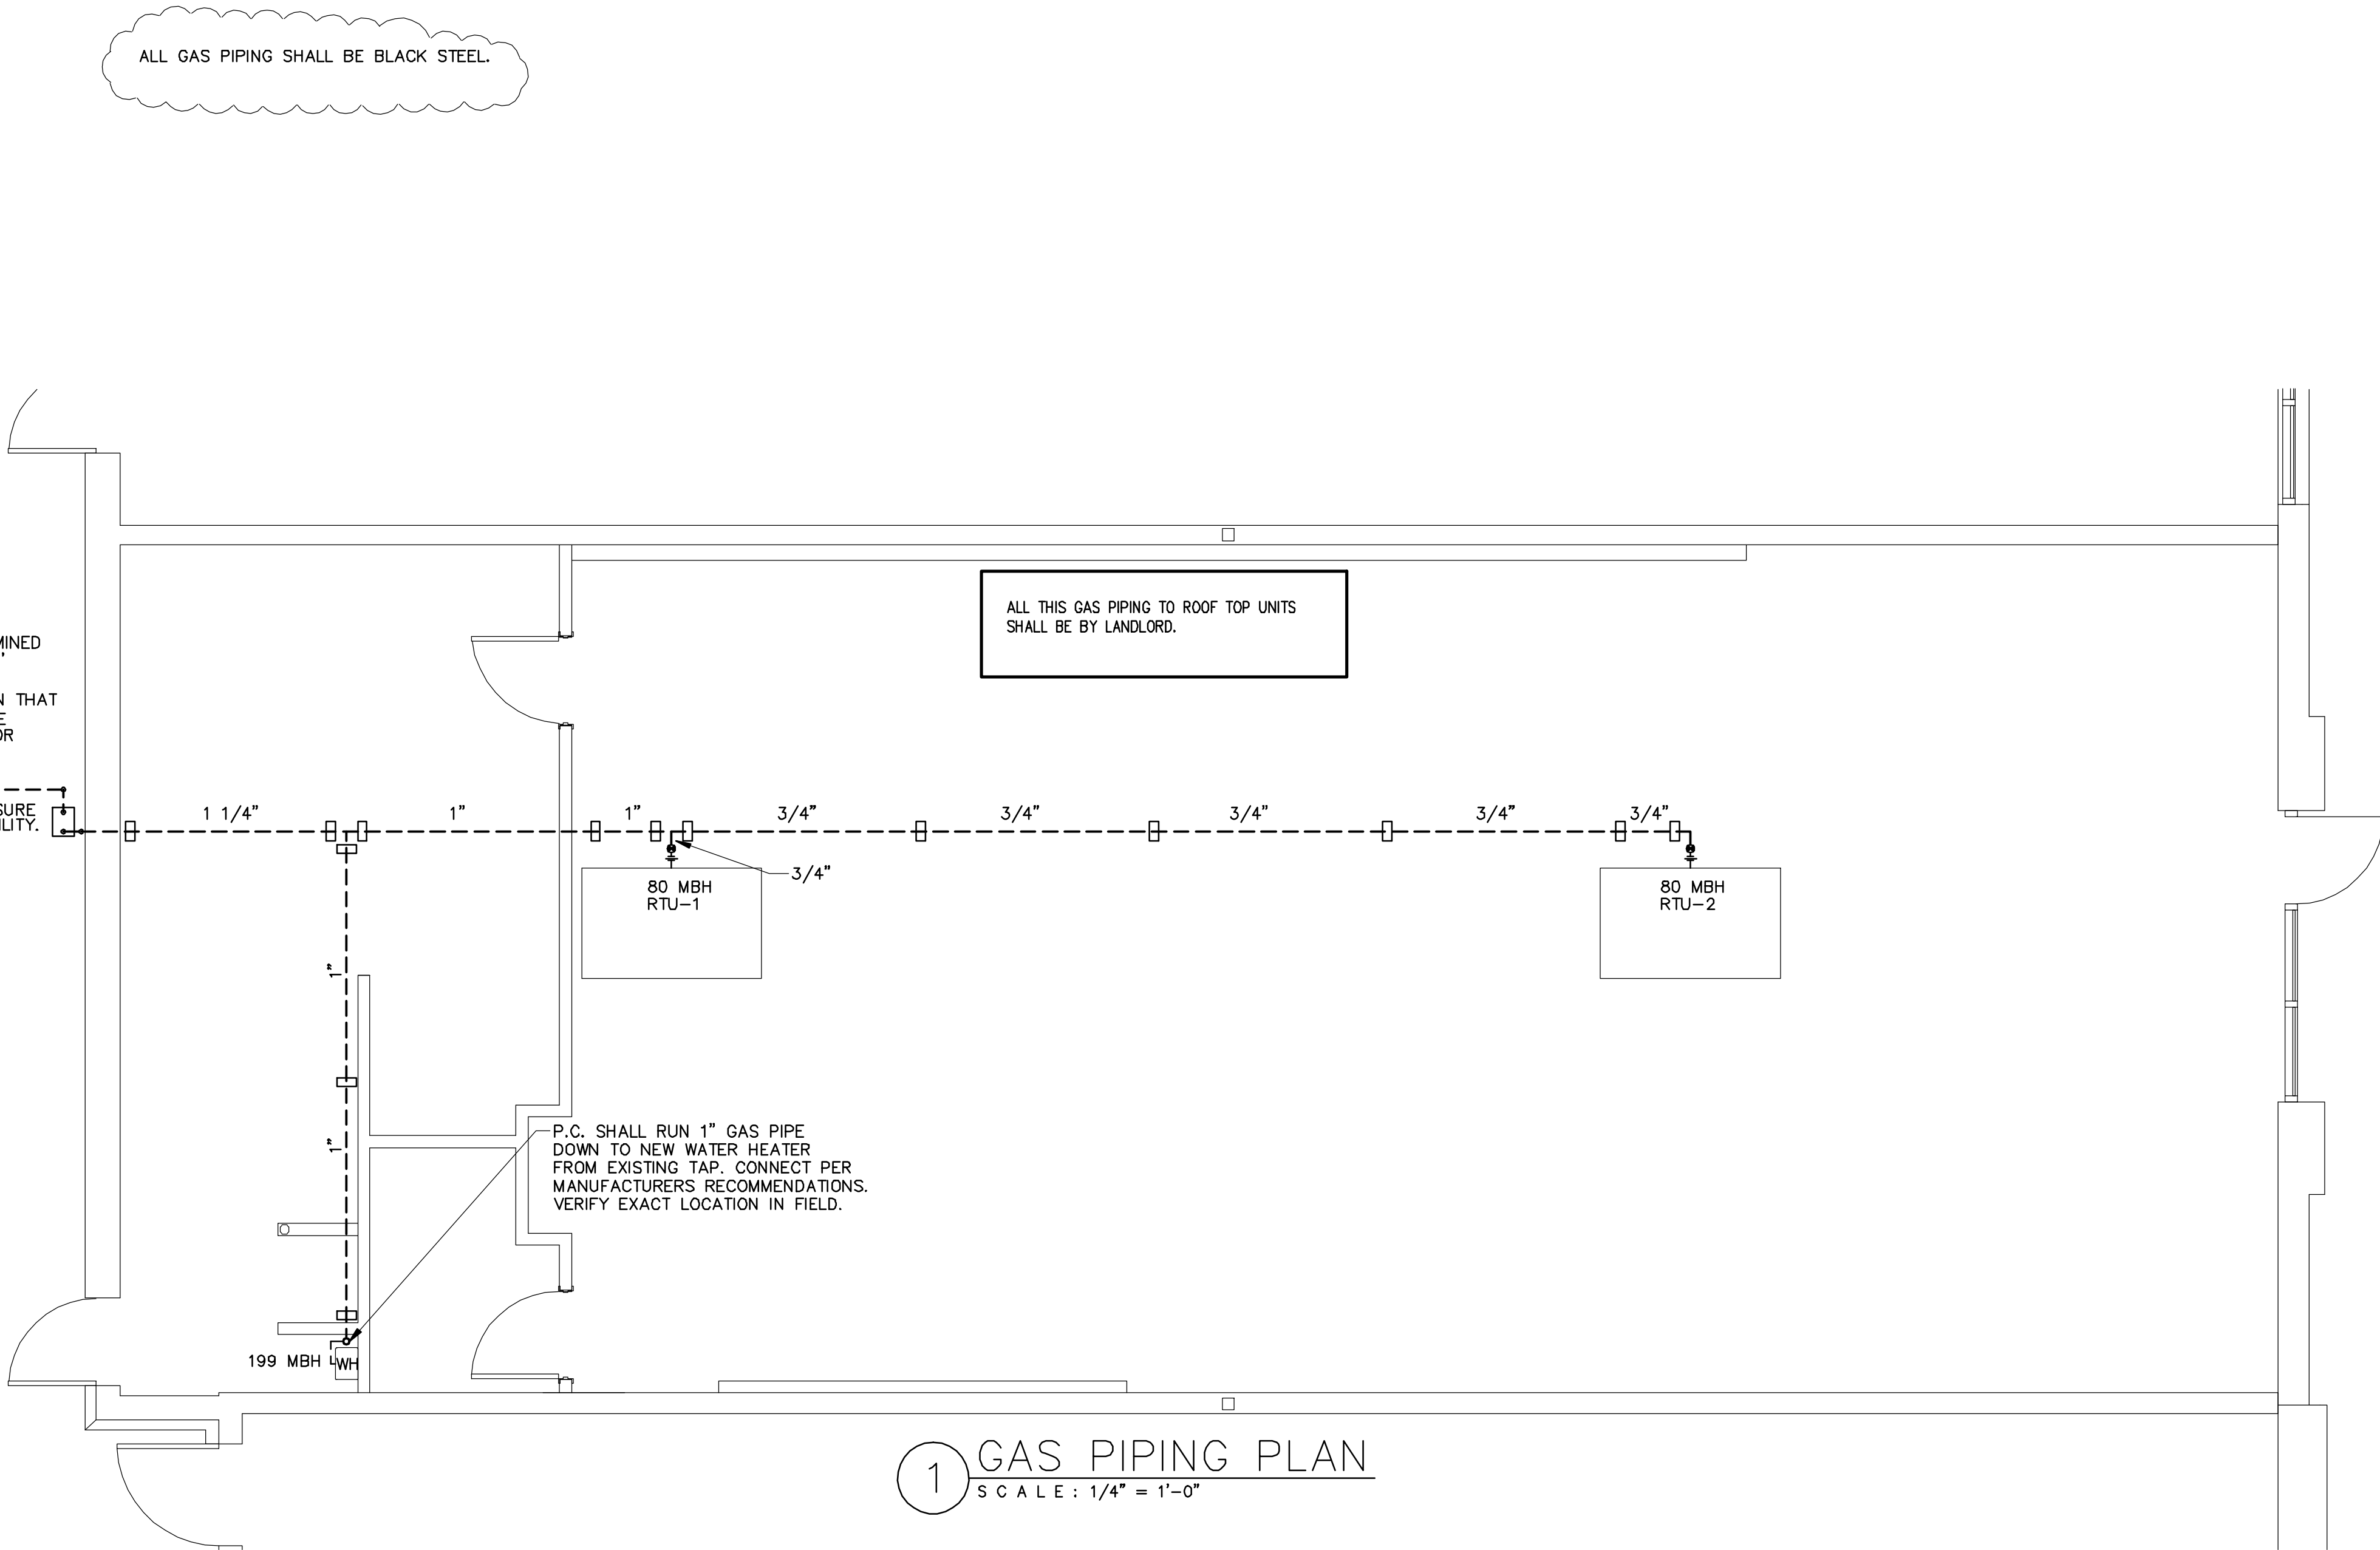 ALL GAS PIPING SHALL BE BLACK STEEL.
ALL THIS GAS PIPING TO ROOF TOP UNITS
SHALL BE BY LANDLORD.
THAT
OR
1 1/4"
1"
1"
3/4"
3/4"
3/4"
3/4"
3/4"
3/4"
80 MBH
RTU-1
80 MBH
RTU-2
1"
1"
P.C. SHALL RUN 1" GAS PIPE
DOWN TO NEW WATER HEATER
FROM EXISTING TAP. CONNECT PER
MANUFACTURERS RECOMMENDATIONS.
VERIFY EXACT LOCATION IN FIELD.
199 MBH
WH
1
GAS PIPING PLAN
SCALE: 1/4" = 1'-0"